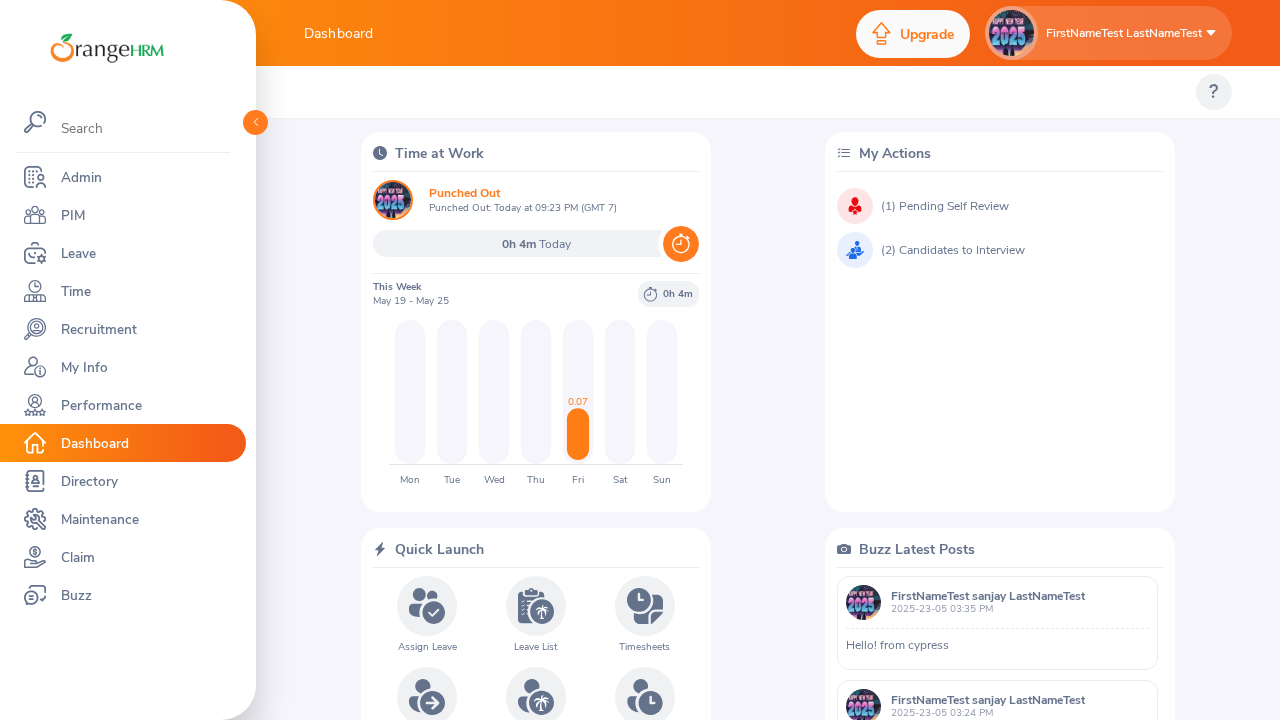 OrangeHRM
Dashboard
Upgrade
FirstNameTest LastNameTest
?
Search
Admin
PIM
Leave
Time
Recruitment
My Info
Performance
Dashboard
Directory
Maintenance
Claim
Buzz
Time at Work
Punched Out
Punched Out: Today at 09:23 PM (GMT 7)
0h 4m Today
This Week
May 19 - May 25
0h 4m
0.07
Mon Tue Wed Thu Fri Sat Sun
My Actions
(1) Pending Self Review
(2) Candidates to Interview
Quick Launch
Assign Leave
Leave List
Timesheets
Buzz Latest Posts
FirstNameTest sanjay LastNameTest
2025-23-05 03:35 PM
Hello! from cypress
FirstNameTest sanjay LastNameTest
2025-23-05 03:24 PM